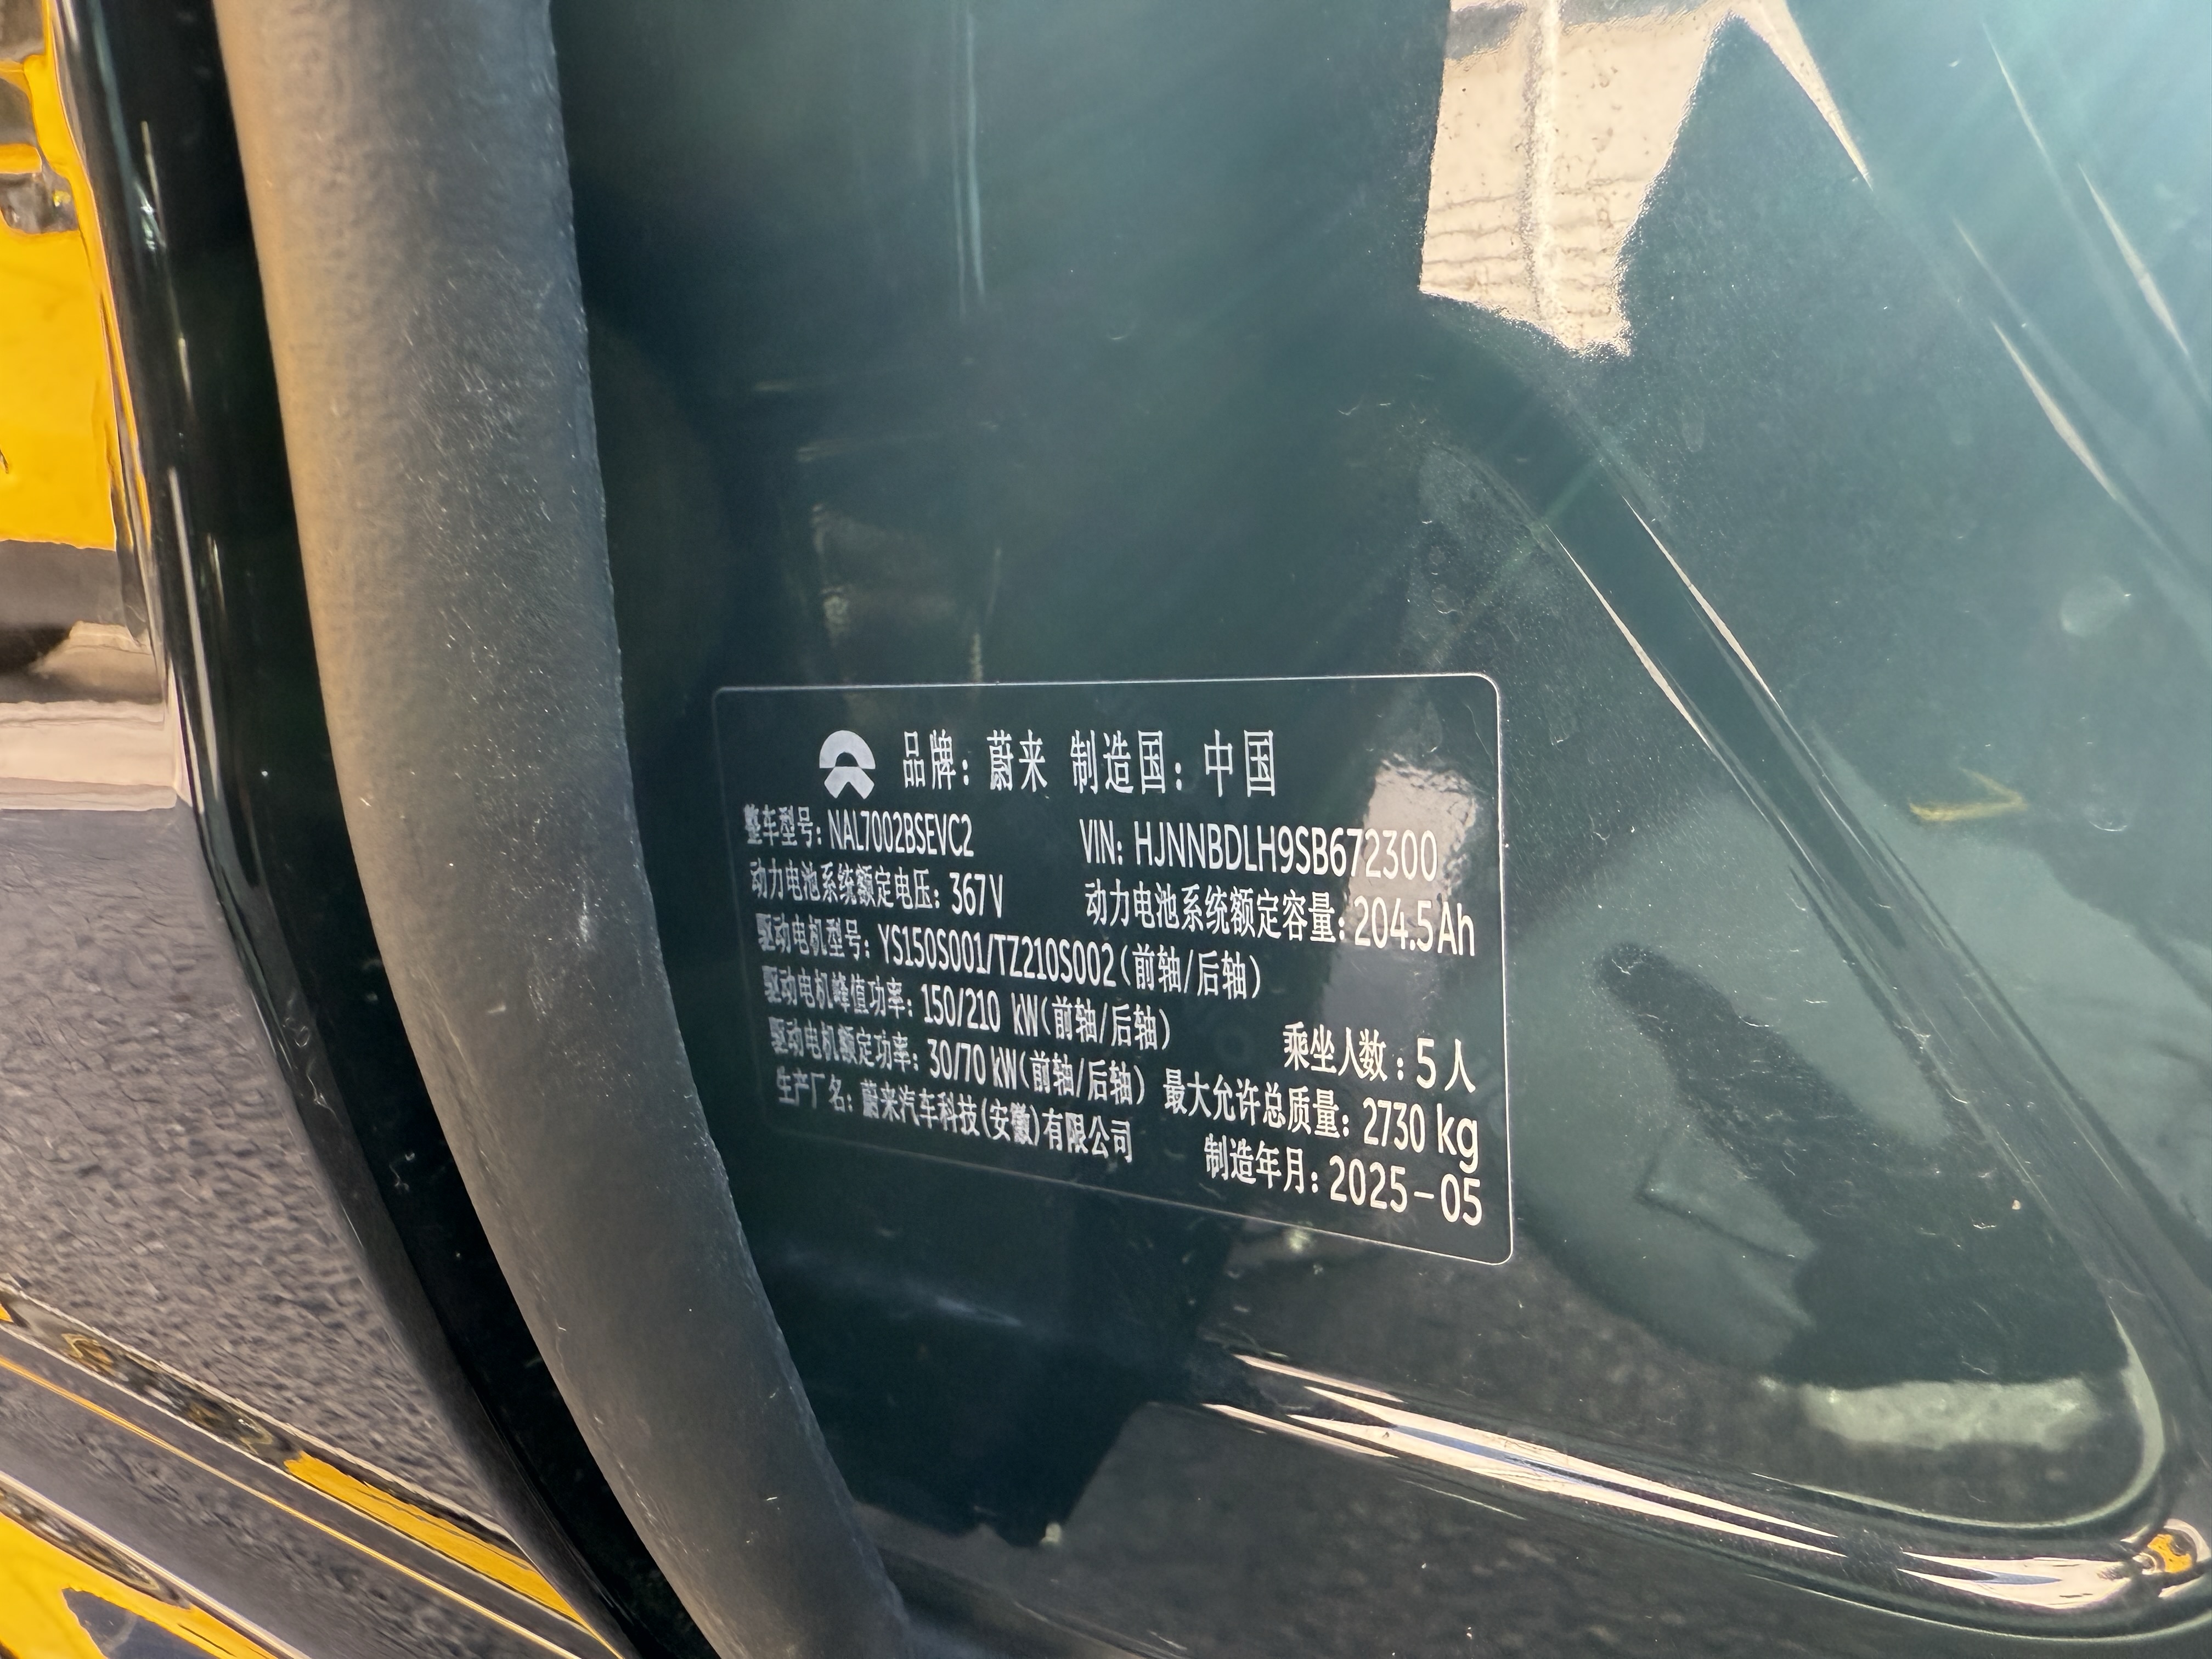 品牌：蔚来 制造国：中国
整车型号：NAL7002BSEVC2 VIN: HJNNBDLH9SB672300
动力电池系统额定电压：367V 动力电池系统额定容量：204.5Ah
驱动电机型号：YS150S001/TZ210S002(前轴/后轴)
驱动电机峰值功率：150/210 kW(前轴/后轴) 乘坐人数：5人
驱动电机额定功率：30/70 kW(前轴/后轴) 最大允许总质量：2730 kg
生产厂名：蔚来汽车科技(安徽)有限公司 制造年月：2025-05